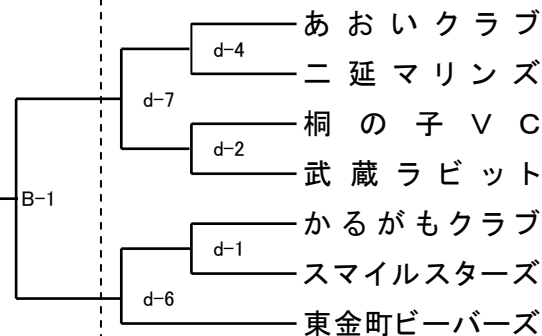 あおいクラブ
d-4
二延マリンズ
d-7
桐の子VC
d-2
武蔵ラビット
B-1
かるがもクラブ
d-1
スマイルスターズ
d-6
東金町ビーバーズ